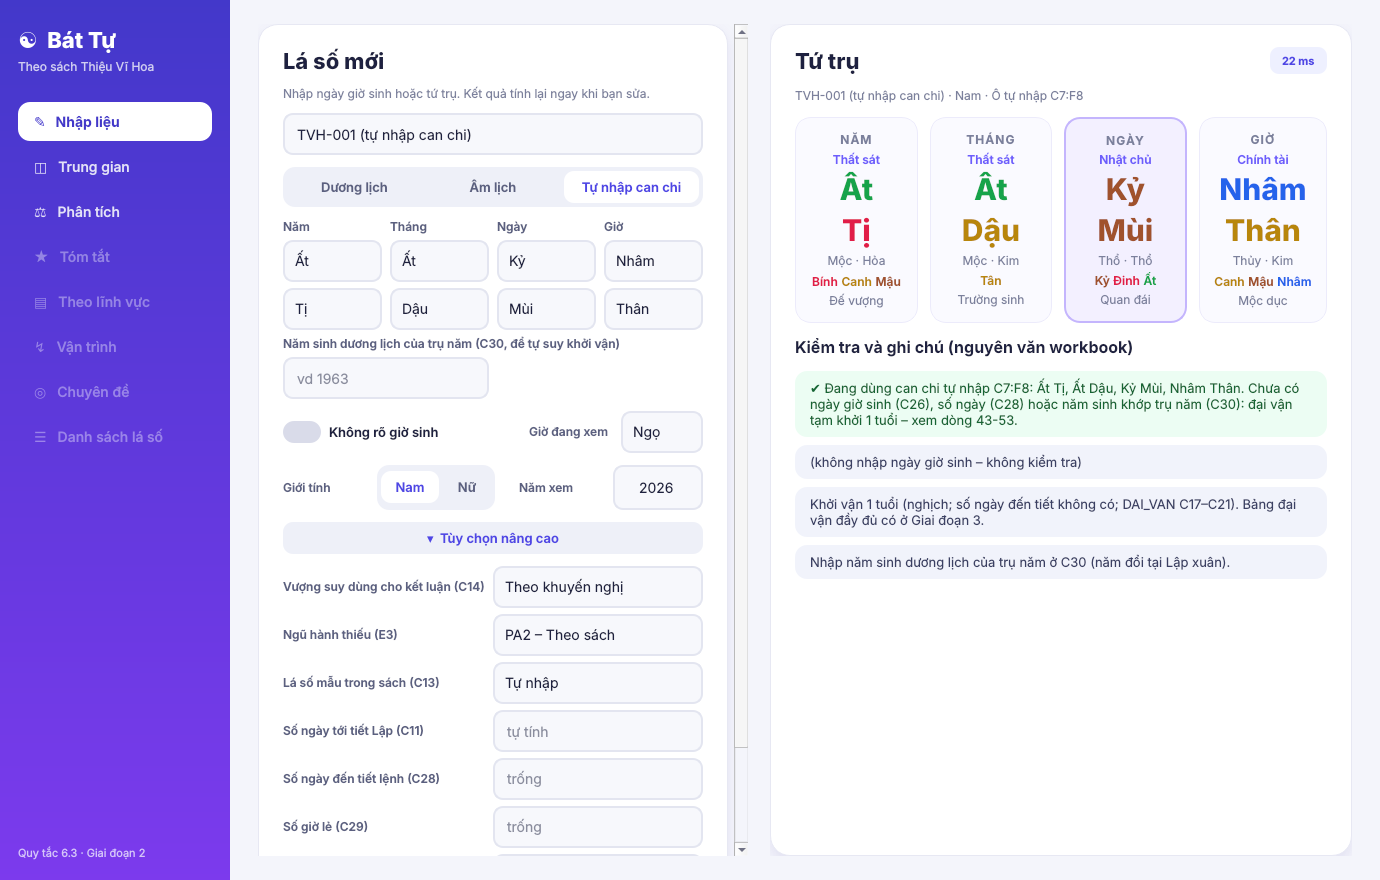 ☯ Bát Tự
Theo sách Thiệu Vĩ Hoa
✎ Nhập liệu
◫ Trung gian
⚖ Phân tích
★ Tóm tắt
▤ Theo lĩnh vực
↯ Vận trình
◎ Chuyên đề
☰ Danh sách lá số
Quy tắc 6.3 · Giai đoạn 2
Lá số mới
Nhập ngày giờ sinh hoặc tứ trụ. Kết quả tính lại ngay khi bạn sửa.
TVH-001 (tự nhập can chi)
Dương lịch Âm lịch Tự nhập can chi
Năm Tháng Ngày Giờ
Ất Ất Kỷ Nhâm
Tị Dậu Mùi Thân
Năm sinh dương lịch của trụ năm (C30, để tự suy khởi vận)
vd 1963
Không rõ giờ sinh Giờ đang xem Ngọ
Giới tính Nam Nữ Năm xem 2026
▾ Tùy chọn nâng cao
Vượng suy dùng cho kết luận (C14) Theo khuyến nghị
Ngũ hành thiếu (E3) PA2 – Theo sách
Lá số mẫu trong sách (C13) Tự nhập
Số ngày tới tiết Lập (C11) tự tính
Số ngày đến tiết lệnh (C28) trống
Số giờ lẻ (C29) trống
Tứ trụ 22 ms
TVH-001 (tự nhập can chi) · Nam · Ô tự nhập C7:F8
NĂM THÁNG NGÀY GIỜ
Thất sát Thất sát Nhật chủ Chính tài
Ất Ất Kỷ Nhâm
Tị Dậu Mùi Thân
Mộc · Hỏa Mộc · Kim Thổ · Thổ Thủy · Kim
Bính Canh Mậu Tân Kỷ Đinh Ất Canh Mậu Nhâm
Đế vượng Trường sinh Quan đái Mộc dục
Kiểm tra và ghi chú (nguyên văn workbook)
✔ Đang dùng can chi tự nhập C7:F8: Ất Tị, Ất Dậu, Kỷ Mùi, Nhâm Thân. Chưa có
ngày giờ sinh (C26), số ngày (C28) hoặc năm sinh khớp trụ năm (C30): đại vận
tạm khởi 1 tuổi – xem dòng 43-53.
(không nhập ngày giờ sinh – không kiểm tra)
Khởi vận 1 tuổi (nghịch; số ngày đến tiết không có; DAI_VAN C17–C21). Bảng đại
vận đầy đủ có ở Giai đoạn 3.
Nhập năm sinh dương lịch của trụ năm ở C30 (năm đổi tại Lập xuân).